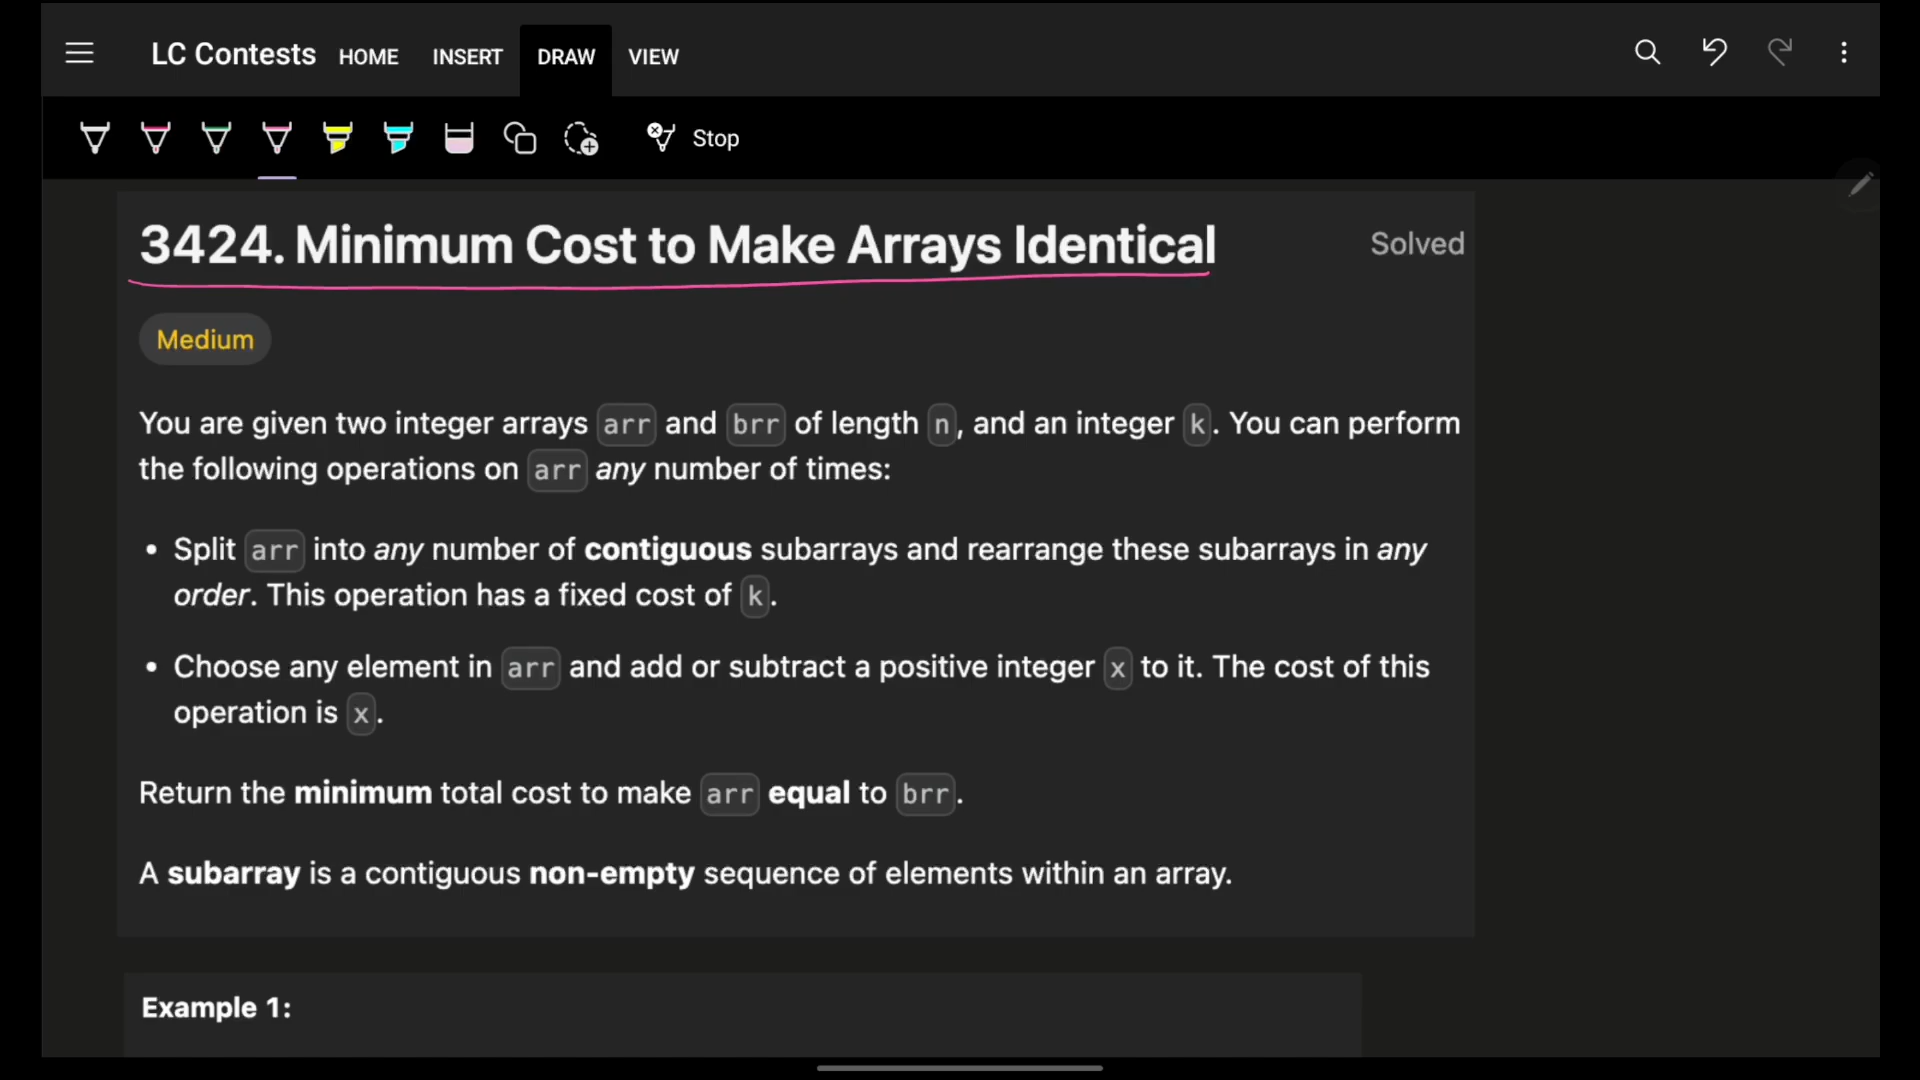 LC Contests HOME INSERT DRAW VIEW
Stop
3424. Minimum Cost to Make Arrays Identical Solved
Medium
You are given two integer arrays arr and brr of length n, and an integer k. You can perform
the following operations on arr any number of times:
• Split arr into any number of contiguous subarrays and rearrange these subarrays in any
order. This operation has a fixed cost of k.
• Choose any element in arr and add or subtract a positive integer x to it. The cost of this
operation is x.
Return the minimum total cost to make arr equal to brr.
A subarray is a contiguous non-empty sequence of elements within an array.
Example 1: